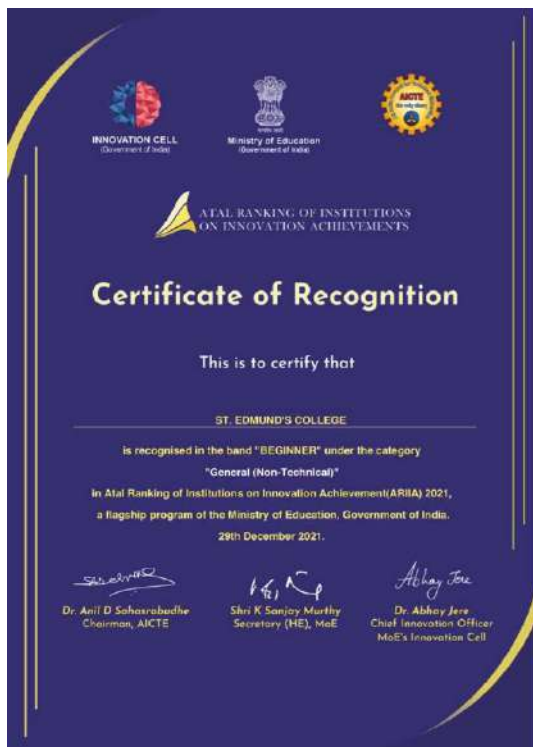 INNOVATION CELL
(Government of India)
Ministry of Education
(Government of India)
AICTE
ATAL RANKING OF INSTITUTIONS
ON INNOVATION ACHIEVEMENTS
Certificate of Recognition
This is to certify that
ST. EDMUND'S COLLEGE
is recognised in the band "BEGINNER" under the category
"General (Non-Technical)"
in Atal Ranking of Institutions on Innovation Achievement(ARIIA) 2021,
a flagship program of the Ministry of Education, Government of India.
29th December 2021.
Abhay Jere
Dr. Anil D Sahasrabudhe
Chairman, AICTE
Shri K Sanjay Murthy
Secretary (HE), MoE
Dr. Abhay Jere
Chief Innovation Officer
MoE's Innovation Cell